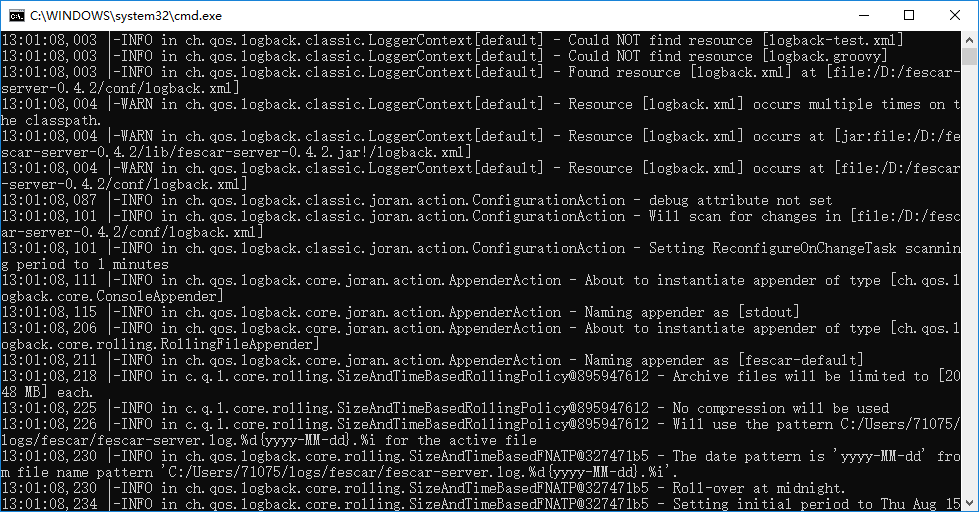 C:\WINDOWS\system32\cmd.exe
13:01:08,003 |-INFO in ch.qos.logback.classic.LoggerContext[default] - Could NOT find resource [logback-test.xml]
13:01:08,003 |-INFO in ch.qos.logback.classic.LoggerContext[default] - Could NOT find resource [logback.groovy]
13:01:08,003 |-INFO in ch.qos.logback.classic.LoggerContext[default] - Found resource [logback.xml] at [file:/D:/fescar-
server-0.4.2/conf/logback.xml]
13:01:08,004 |-WARN in ch.qos.logback.classic.LoggerContext[default] - Resource [logback.xml] occurs multiple times on t
he classpath.
13:01:08,004 |-WARN in ch.qos.logback.classic.LoggerContext[default] - Resource [logback.xml] occurs at [jar:file:/D:/fe
scar-server-0.4.2/lib/fescar-server-0.4.2.jar!/logback.xml]
13:01:08,004 |-WARN in ch.qos.logback.classic.LoggerContext[default] - Resource [logback.xml] occurs at [file:/D:/fescar
-server-0.4.2/conf/logback.xml]
13:01:08,087 |-INFO in ch.qos.logback.classic.joran.action.ConfigurationAction - debug attribute not set
13:01:08,101 |-INFO in ch.qos.logback.classic.joran.action.ConfigurationAction - Will scan for changes in [file:/D:/fesc
ar-server-0.4.2/conf/logback.xml]
13:01:08,101 |-INFO in ch.qos.logback.classic.joran.action.ConfigurationAction - Setting ReconfigureOnChangeTask scannin
g period to 1 minutes
13:01:08,111 |-INFO in ch.qos.logback.core.joran.action.AppenderAction - About to instantiate appender of type [ch.qos.l
ogback.core.ConsoleAppender]
13:01:08,115 |-INFO in ch.qos.logback.core.joran.action.AppenderAction - Naming appender as [stdout]
13:01:08,206 |-INFO in ch.qos.logback.core.joran.action.AppenderAction - About to instantiate appender of type [ch.qos.l
ogback.core.rolling.RollingFileAppender]
13:01:08,211 |-INFO in ch.qos.logback.core.joran.action.AppenderAction - Naming appender as [fescar-default]
13:01:08,218 |-INFO in c.q.l.core.rolling.SizeAndTimeBasedRollingPolicy@895947612 - Archive files will be limited to [20
48 MB] each.
13:01:08,225 |-INFO in c.q.l.core.rolling.SizeAndTimeBasedRollingPolicy@895947612 - No compression will be used
13:01:08,226 |-INFO in c.q.l.core.rolling.SizeAndTimeBasedRollingPolicy@895947612 - Will use the pattern C:/Users/71075/
logs/fescar/fescar-server.log.%d{yyyy-MM-dd}.%i for the active file
13:01:08,230 |-INFO in ch.qos.logback.core.rolling.SizeAndTimeBasedFNATP@327471b5 - The date pattern is 'yyyy-MM-dd' fro
m file name pattern 'C:/Users/71075/logs/fescar/fescar-server.log.%d{yyyy-MM-dd}.%i'.
13:01:08,230 |-INFO in ch.qos.logback.core.rolling.SizeAndTimeBasedFNATP@327471b5 - Roll-over at midnight.
13:01:08,234 |-INFO in ch.qos.logback.core.rolling.SizeAndTimeBasedFNATP@327471b5 - Setting initial period to Thu Aug 15